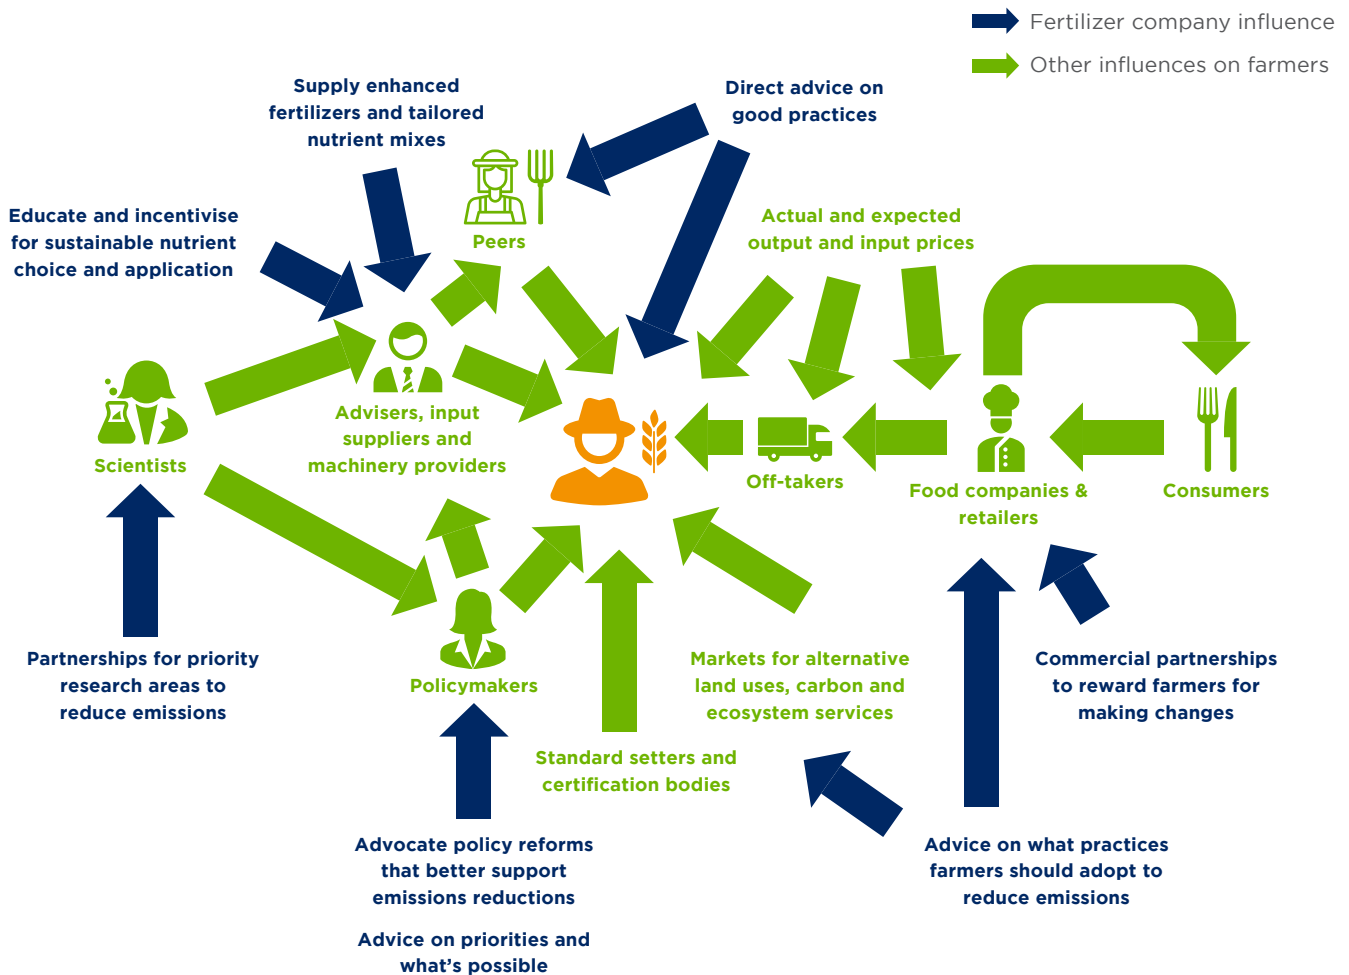 Fertilizer company influence
Other influences on farmers
Supply enhanced
fertilizers and tailored
nutrient mixes
Direct advice on
good practices
Educate and incentivise
for sustainable nutrient
choice and application
Peers
Actual and expected
output and input prices
Scientists
Advisers, input
suppliers and
machinery providers
Off-takers
Food companies &
retailers
Consumers
Partnerships for priority
research areas to
reduce emissions
Policymakers
Markets for alternative
land uses, carbon and
ecosystem services
Commercial partnerships
to reward farmers for
making changes
Standard setters and
certification bodies
Advocate policy reforms
that better support
emissions reductions
Advice on priorities and
what's possible
Advice on what practices
farmers should adopt to
reduce emissions